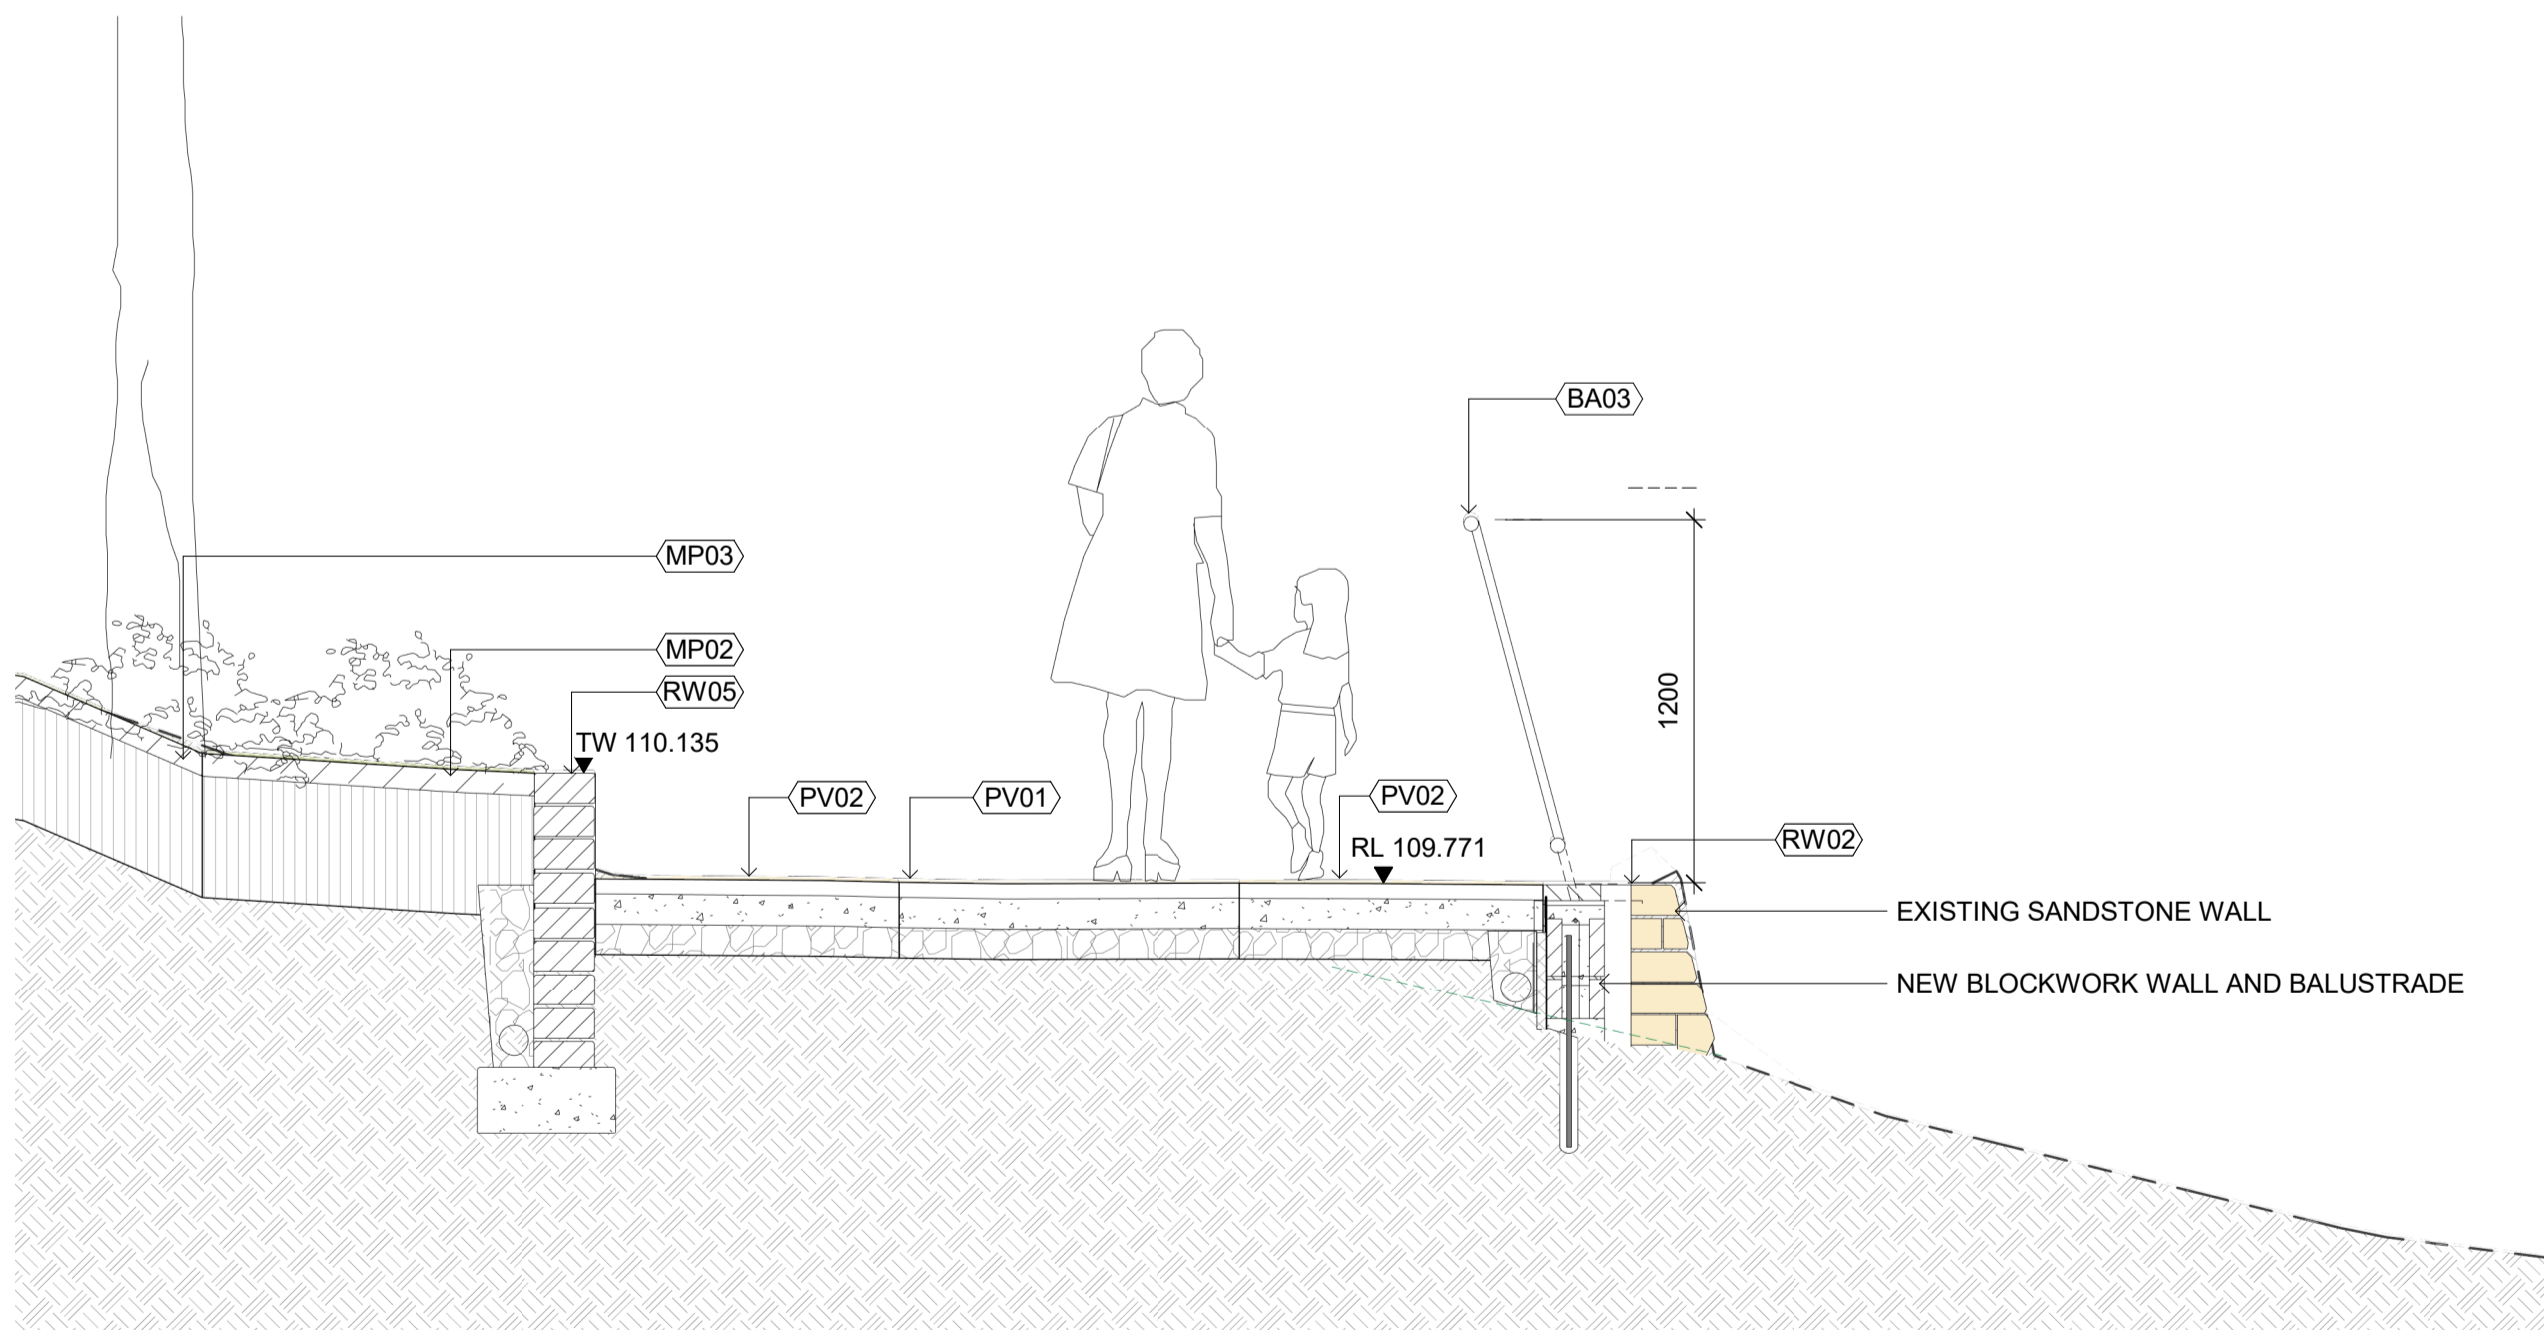 BA03
MP03
MP02
RW05
1200
TW 110.135
PV02
PV01
PV02
RL 109.771
RW02
EXISTING SANDSTONE WALL
NEW BLOCKWORK WALL AND BALUSTRADE